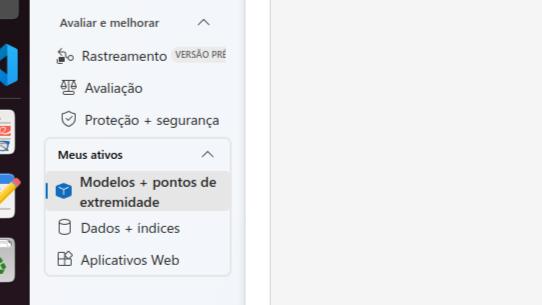 Avaliar e melhorar
Rastreamento VERSÃO PRÉ
Avaliação
Proteção + segurança
Meus ativos
Modelos + pontos de
extremidade
Dados + índices
Aplicativos Web